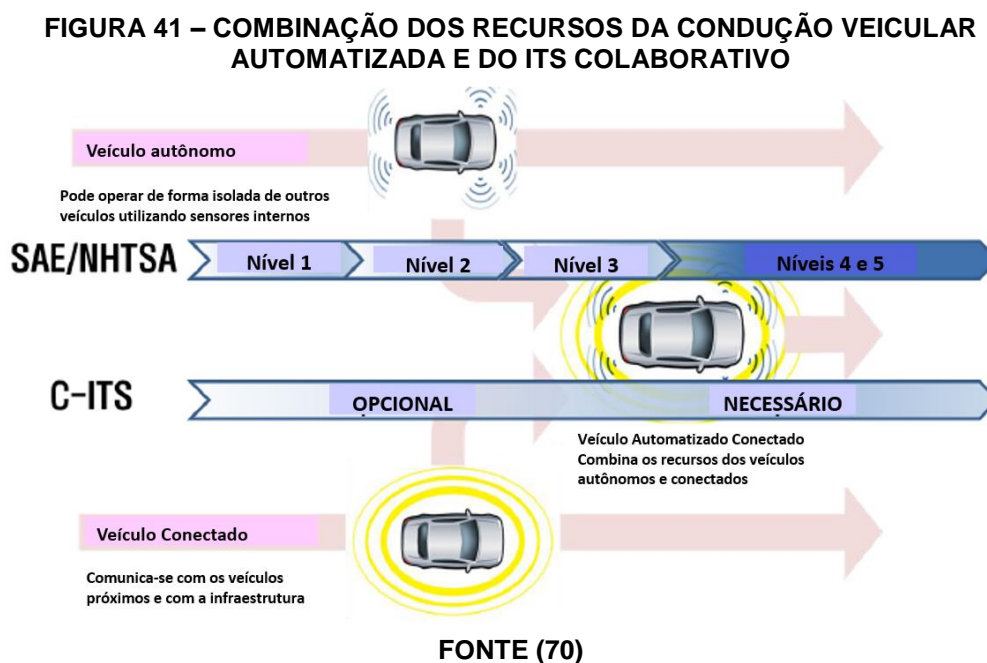 FIGURA 41 – COMBINAÇÃO DOS RECURSOS DA CONDUÇÃO VEICULAR
AUTOMATIZADA E DO ITS COLABORATIVO
Veículo autônomo
Pode operar de forma isolada de outros
veículos utilizando sensores internos
SAE/NHTSA
Nível 1
Nível 2
Nível 3
Níveis 4 e 5
C-ITS
OPCIONAL
NECESSÁRIO
Veículo Automatizado Conectado
Combina os recursos dos veículos
autônomos e conectados
Veículo Conectado
Comunica-se com os veículos
próximos e com a infraestrutura
FONTE (70)